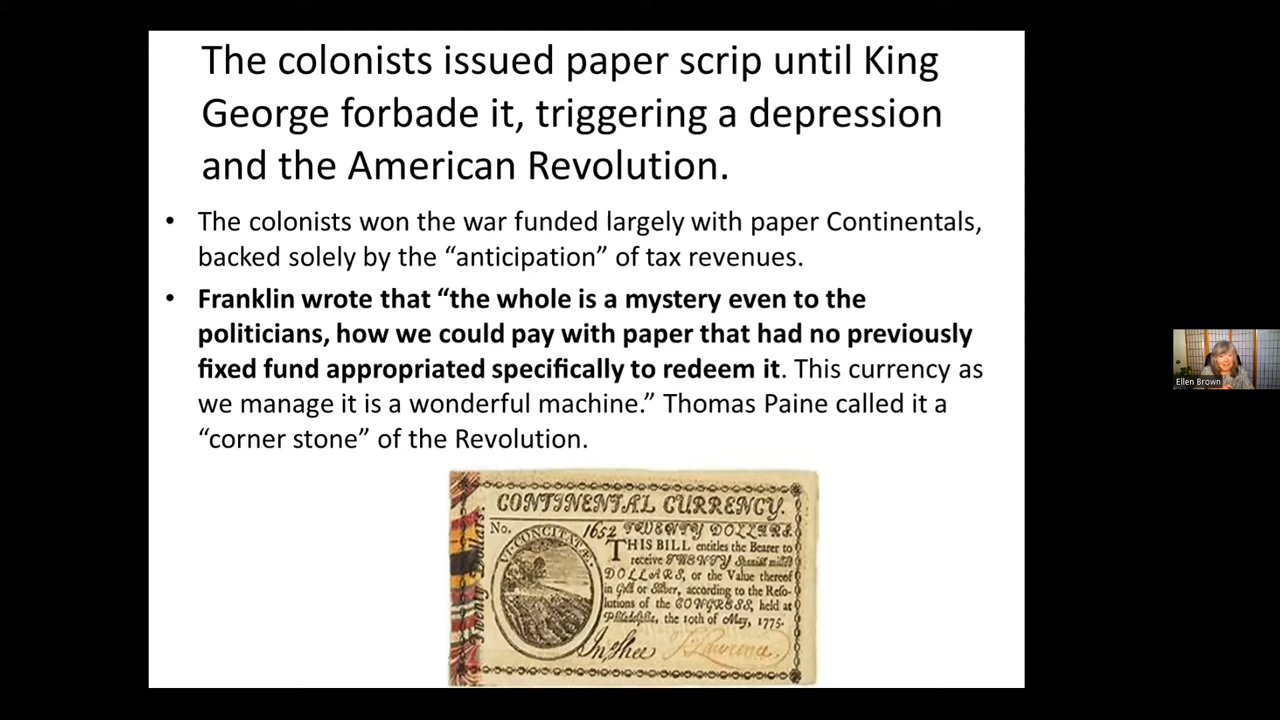 The colonists issued paper scrip until King
George forbade it, triggering a depression
and the American Revolution.
• The colonists won the war funded largely with paper Continentals,
backed solely by the “anticipation” of tax revenues.
• Franklin wrote that “the whole is a mystery even to the
politicians, how we could pay with paper that had no previously
fixed fund appropriated specifically to redeem it. This currency as
we manage it is a wonderful machine.” Thomas Paine called it a
“corner stone” of the Revolution.
CONTINENTAL CURRENCY.
No. 1652 TWENTY DOLLARS.
THIS BILL entitles the Bearer to
receive TWENTY Spanish milled
DOLLARS, or the Value thereof
in Gold or Silver, according to the Reso-
lutions of the CONGRESS, held at
Philadelphia, the 10th of May, 1775.
VI CONCITATÆ.
Twenty Dollars.
Ellen Brown